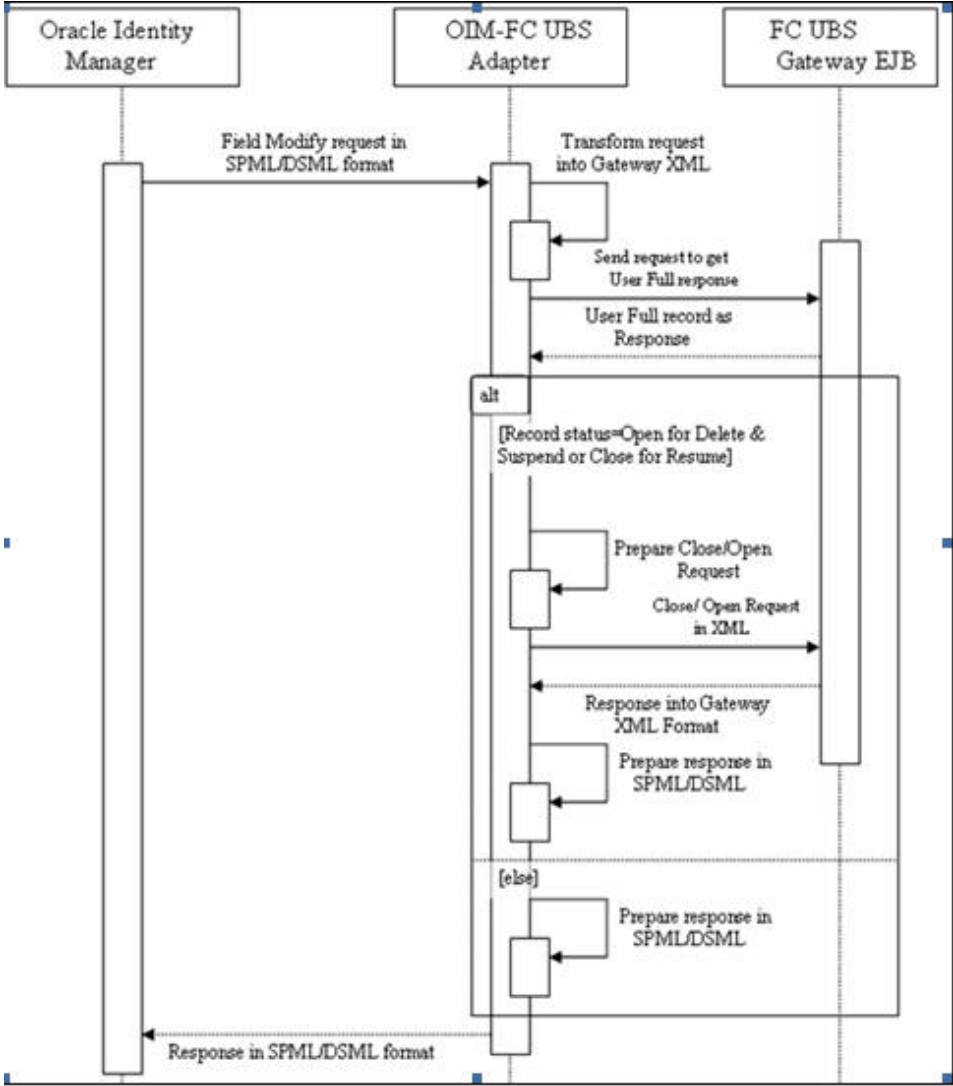 Oracle Identity
Manager
OIM-FC UBS
Adapter
FC UBS
Gateway EJB
Field Modify request in
SPML/DSML format
Transform request
into Gateway XML
Send request to get
User Full response
User Full record as
Response
alt
[Record status=Open for Delete &
Suspend or Close for Resume]
Prepare Close/Open
Request
Close/ Open Request
in XML
Response into Gateway
XML Format
Prepare response in
SPML/DSML
[else]
Prepare response in
SPML/DSML
Response in SPML/DSML format